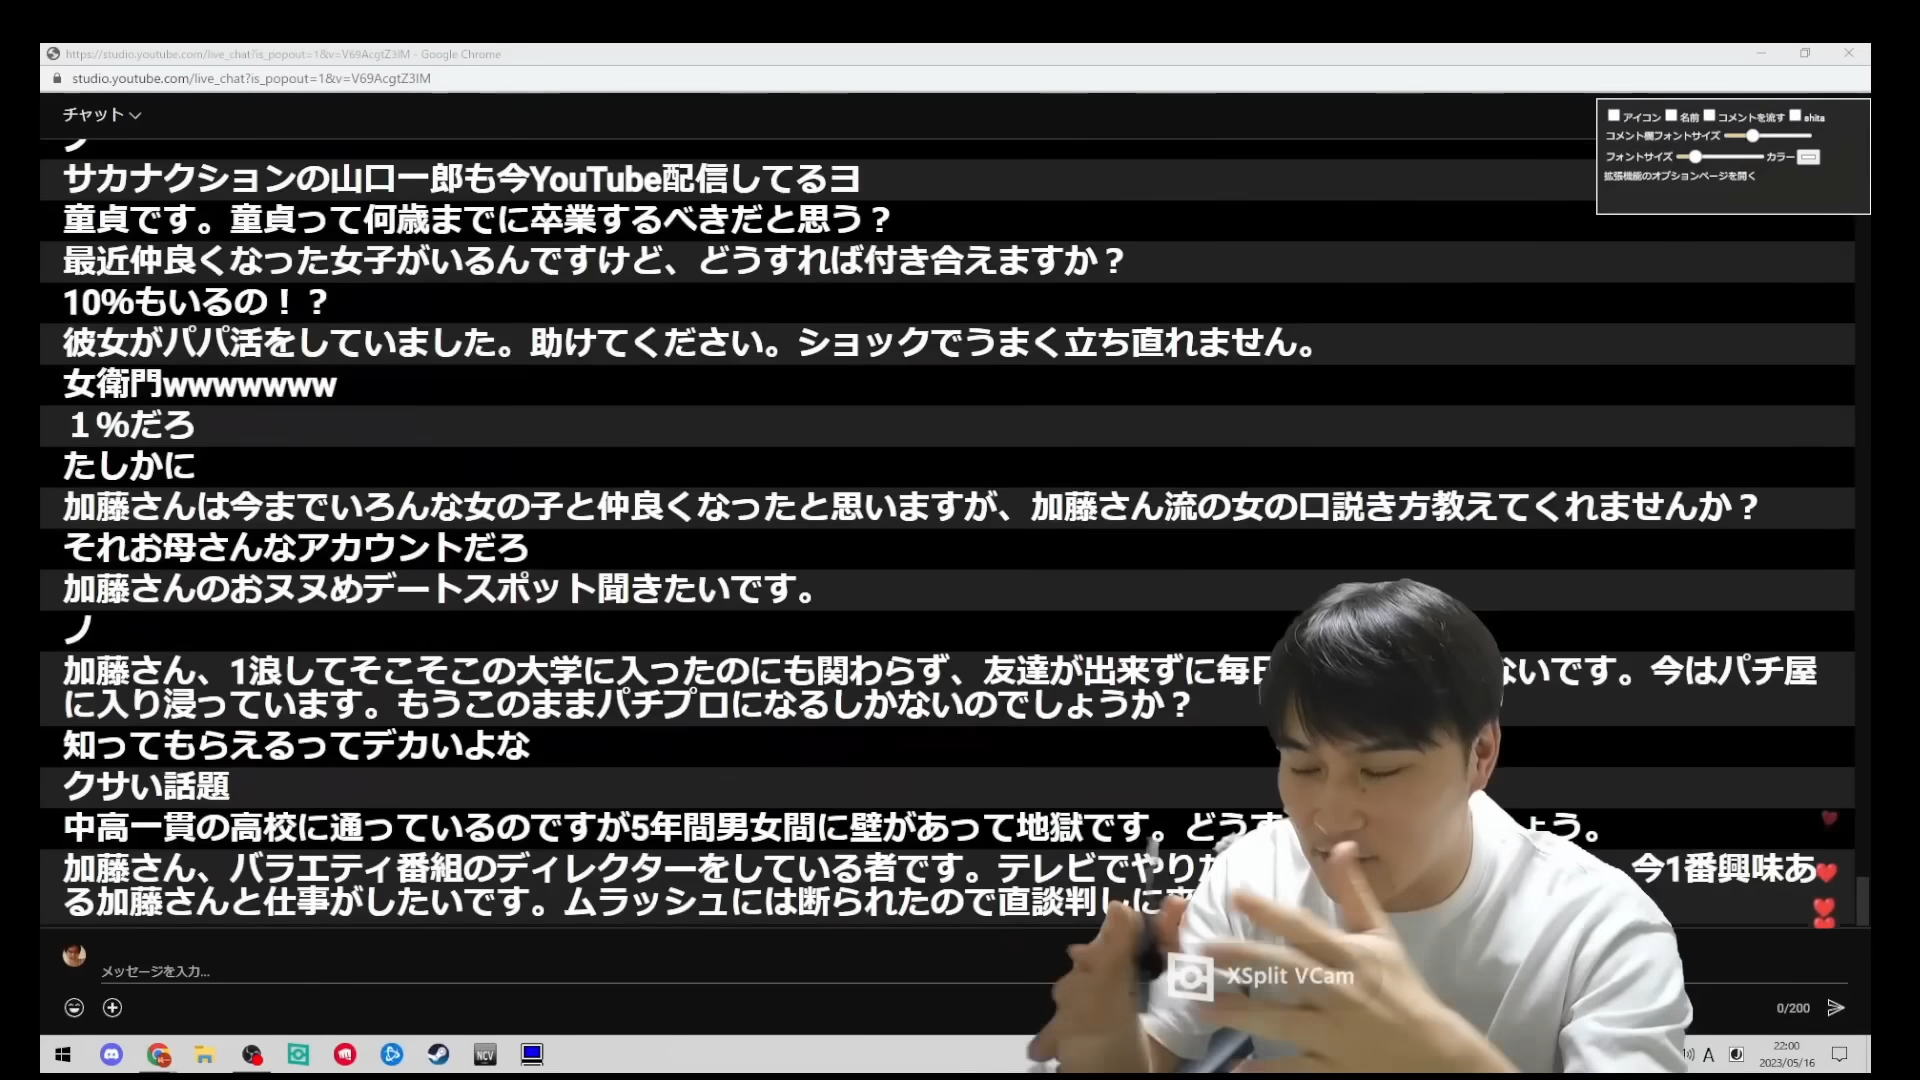 https://studio.youtube.com/live_chat?is_popout=1&v=V69AcgtZ3IM - Google Chrome
studio.youtube.com/live_chat?is_popout=1&v=V69AcgtZ3IM
チャット
アイコン 名前 コメントを流す shita
コメント欄フォントサイズ
フォントサイズ カラー
拡張機能のオプションページを開く
ノ
サカナクションの山口一郎も今YouTube配信してるヨ
童貞です。童貞って何歳までに卒業するべきだと思う？
最近仲良くなった女子がいるんですけど、どうすれば付き合えますか？
10%もいるの！？
彼女がパパ活をしていました。助けてください。ショックでうまく立ち直れません。
女衛門wwwwwww
１%だろ
たしかに
加藤さんは今までいろんな女の子と仲良くなったと思いますが、加藤さん流の女の口説き方教えてくれませんか？
それお母さんなアカウントだろ
加藤さんのおヌヌめデートスポット聞きたいです。
ノ
加藤さん、1浪してそこそこの大学に入ったのにも関わらず、友達が出来ずに毎日 ないです。今はパチ屋
に入り浸っています。もうこのままパチプロになるしかないのでしょうか？
知ってもらえるってデカいよな
クサい話題
中高一貫の高校に通っているのですが5年間男女間に壁があって地獄です。どうす ょう。
加藤さん、バラエティ番組のディレクターをしている者です。テレビでやり 今1番興味あ
る加藤さんと仕事がしたいです。ムラッシュには断られたので直談判しに
メッセージを入力...
XSplit VCam
0/200
NCV
A
22:00
2023/05/16